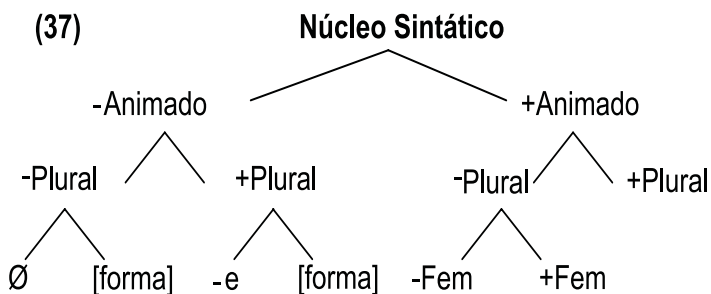 (37) Núcleo Sintático
-Animado +Animado
-Plural +Plural -Plural +Plural
Ø [forma] -e [forma] -Fem +Fem